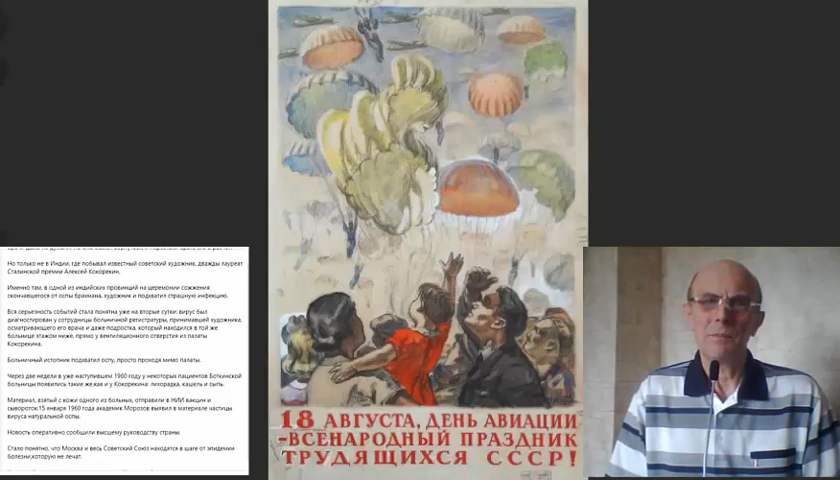 Но только не в Индии, где побывал известный советский художник, дважды лауреат
Сталинской премии Алексей Кокорекин.
Именно там, в одной из индийских провинций на церемонии сожжения
скончавшегося от оспы брамана, художник и подхватил страшную инфекцию.
Вся серьезность событий стала понятна уже на вторые сутки: вирус был
диагностирован у сотрудницы больничной регистратуры, принимавшей художника,
осматривающего его врача и даже подростка, который находился в той же
больнице этажом ниже, прямо у вентиляционного отверстия из палаты
Кокорекина.
Больничный истопник подхватил оспу, просто проходя мимо палаты.
Через две недели в уже наступившем 1960 году у некоторых пациентов Боткинской
больницы появились такие же,как и у Кокорекина: лихорадка, кашель и сыпь.
Материал, взятый с кожи одного из больных, отправили в НИИ вакцин и
сывороток.15 января 1960 года академик Морозов выявил в материале частицы
вируса натуральной оспы.
Новость оперативно сообщили высшему руководству страны.
Стало понятно, что Москва и весь Советский Союз находятся в шаге от эпидемии
болезни,которую не лечат.
18 АВГУСТА, ДЕНЬ АВИАЦИИ
-ВСЕНАРОДНЫЙ ПРАЗДНИК
ТРУДЯЩИХСЯ СССР!